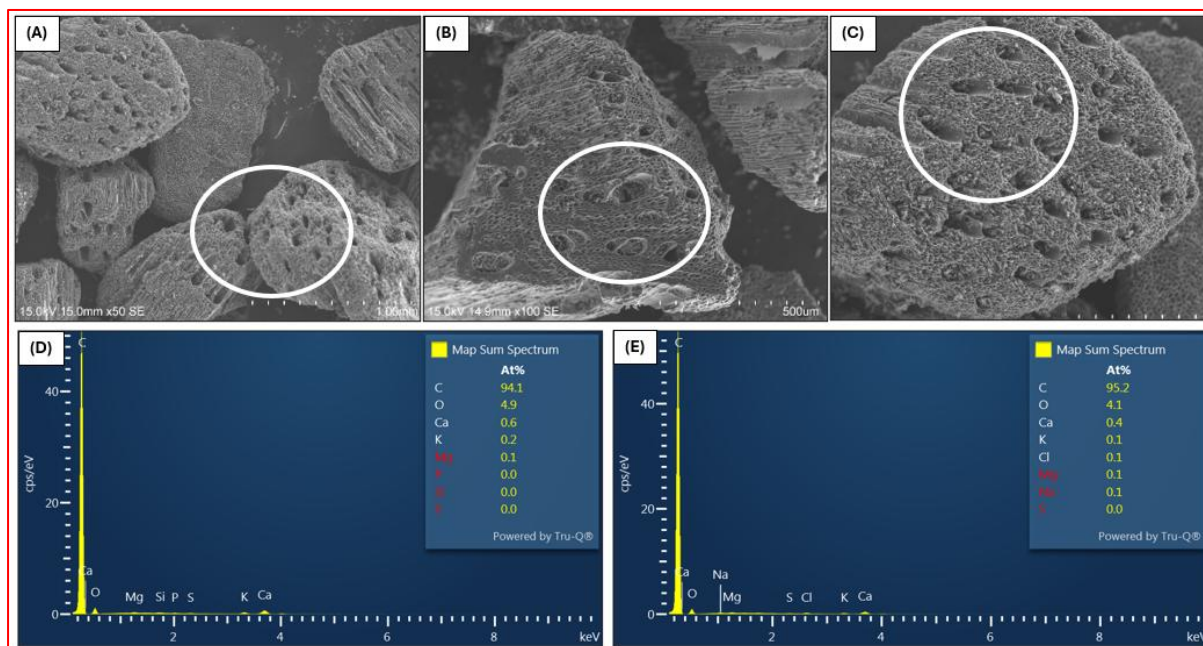 (A)
15.0kV 15.0mm x50 SE
1.00mm
(B)
15.0kV 14.9mm x100 SE
500um
(C)
(D)
C
40
20
0
cps/eV
Ca
O
Mg
Si
P
S
K
Ca
2
4
6
8
keV
Map Sum Spectrum
At%
C 94.1
O 4.9
Ca 0.6
K 0.2
Mg 0.1
P 0.0
0.0
0.0
Powered by Tru-Q®
(E)
C
40
20
0
cps/eV
Ca
O
Na
Mg
S
Cl
K
Ca
2
4
6
8
keV
Map Sum Spectrum
At%
C 95.2
O 4.1
Ca 0.4
K 0.1
Cl 0.1
Mg 0.1
Na 0.1
0.0
Powered by Tru-Q®